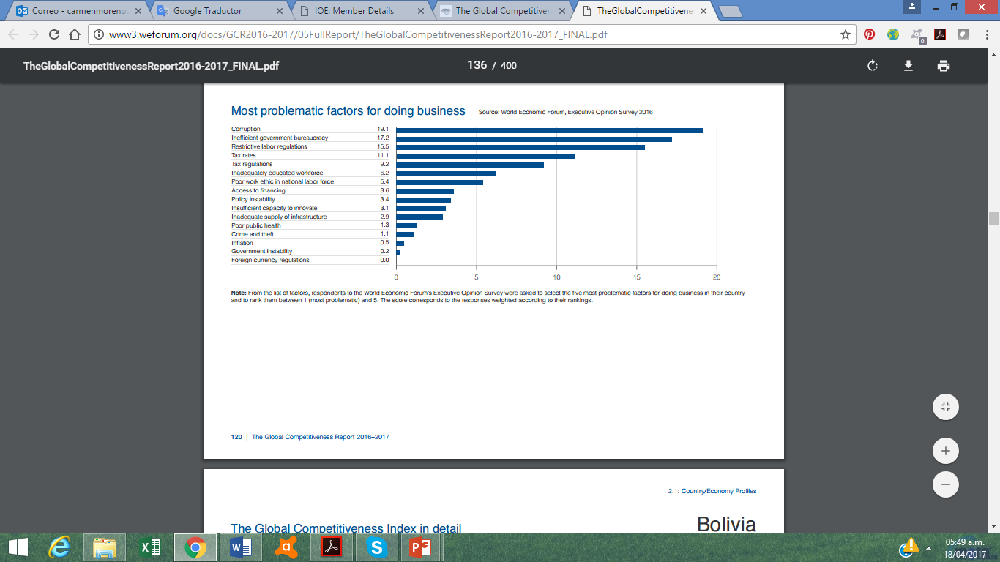 Correo - carmenmoreno
Google Traductor
IOE: Member Details
The Global Competitiven
TheGlobalCompetitivene
www3.weforum.org/docs/GCR2016-2017/05FullReport/TheGlobalCompetitivenessReport2016-2017_FINAL.pdf
0
TheGlobalCompetitivenessReport2016-2017_FINAL.pdf
136 / 400
Most problematic factors for doing business Source: World Economic Forum, Executive Opinion Survey 2016
Corruption 19.1
Inefficient government bureaucracy 17.2
Restrictive labor regulations 15.5
Tax rates 11.1
Tax regulations 9.2
Inadequately educated workforce 6.2
Poor work ethic in national labor force 5.4
Access to financing 3.6
Policy instability 3.4
Insufficient capacity to innovate 3.1
Inadequate supply of infrastructure 2.9
Poor public health 1.3
Crime and theft 1.1
Inflation 0.5
Government instability 0.2
Foreign currency regulations 0.0
0 5 10 15 20
Note: From the list of factors, respondents to the World Economic Forum's Executive Opinion Survey were asked to select the five most problematic factors for doing business in their country
and to rank them between 1 (most problematic) and 5. The score corresponds to the responses weighted according to their rankings.
120 | The Global Competitiveness Report 2016–2017
2.1: Country/Economy Profiles
The Global Competitiveness Index in detail
Bolivia
05:49 a.m.
18/04/2017